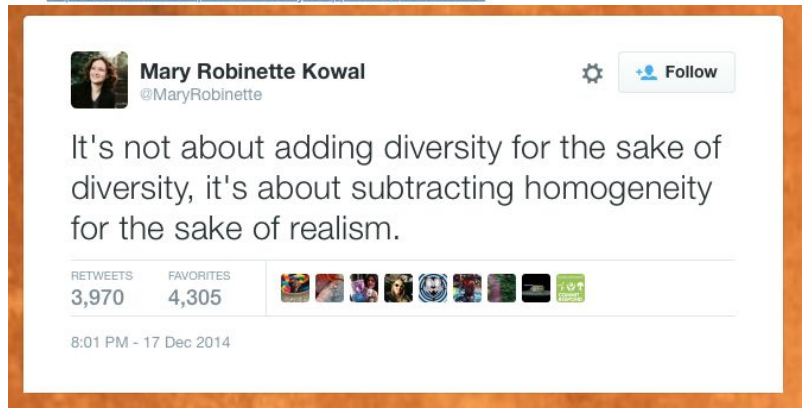 Mary Robinette Kowal
Follow
@MaryRobinette
It's not about adding diversity for the sake of
diversity, it's about subtracting homogeneity
for the sake of realism.
RETWEETS FAVORITES
3,970 4,305
8:01 PM - 17 Dec 2014